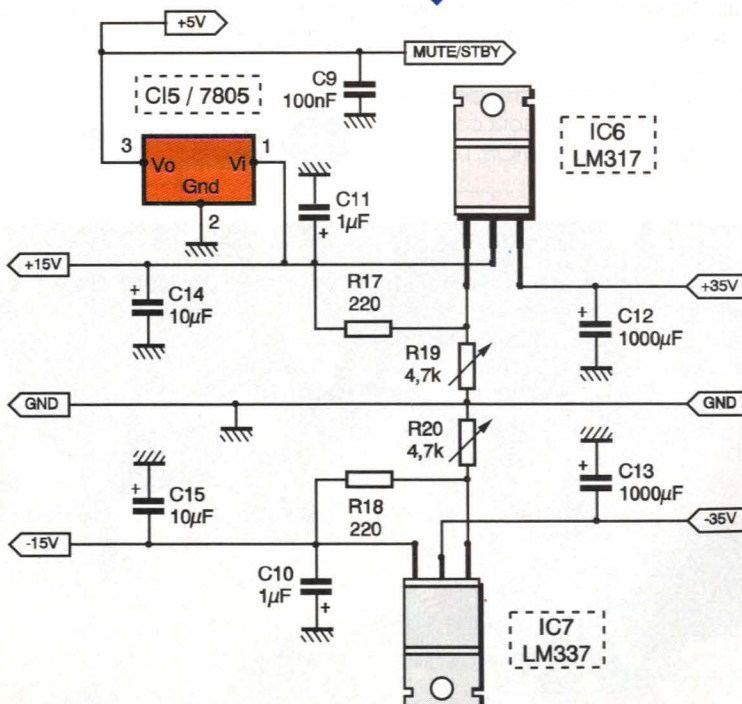 +5V
MUTE/STBY
C9
100nF
CI5 / 7805
3
1
Vo
Vi
Gnd
2
IC6
LM317
C11
1µF
+
+15V
R17
220
+35V
+
C14
10µF
+
C12
1000µF
R19
4,7k
GND
GND
R20
4,7k
+
C15
10µF
+
C13
1000µF
R18
220
-15V
-35V
C10
1µF
+
IC7
LM337